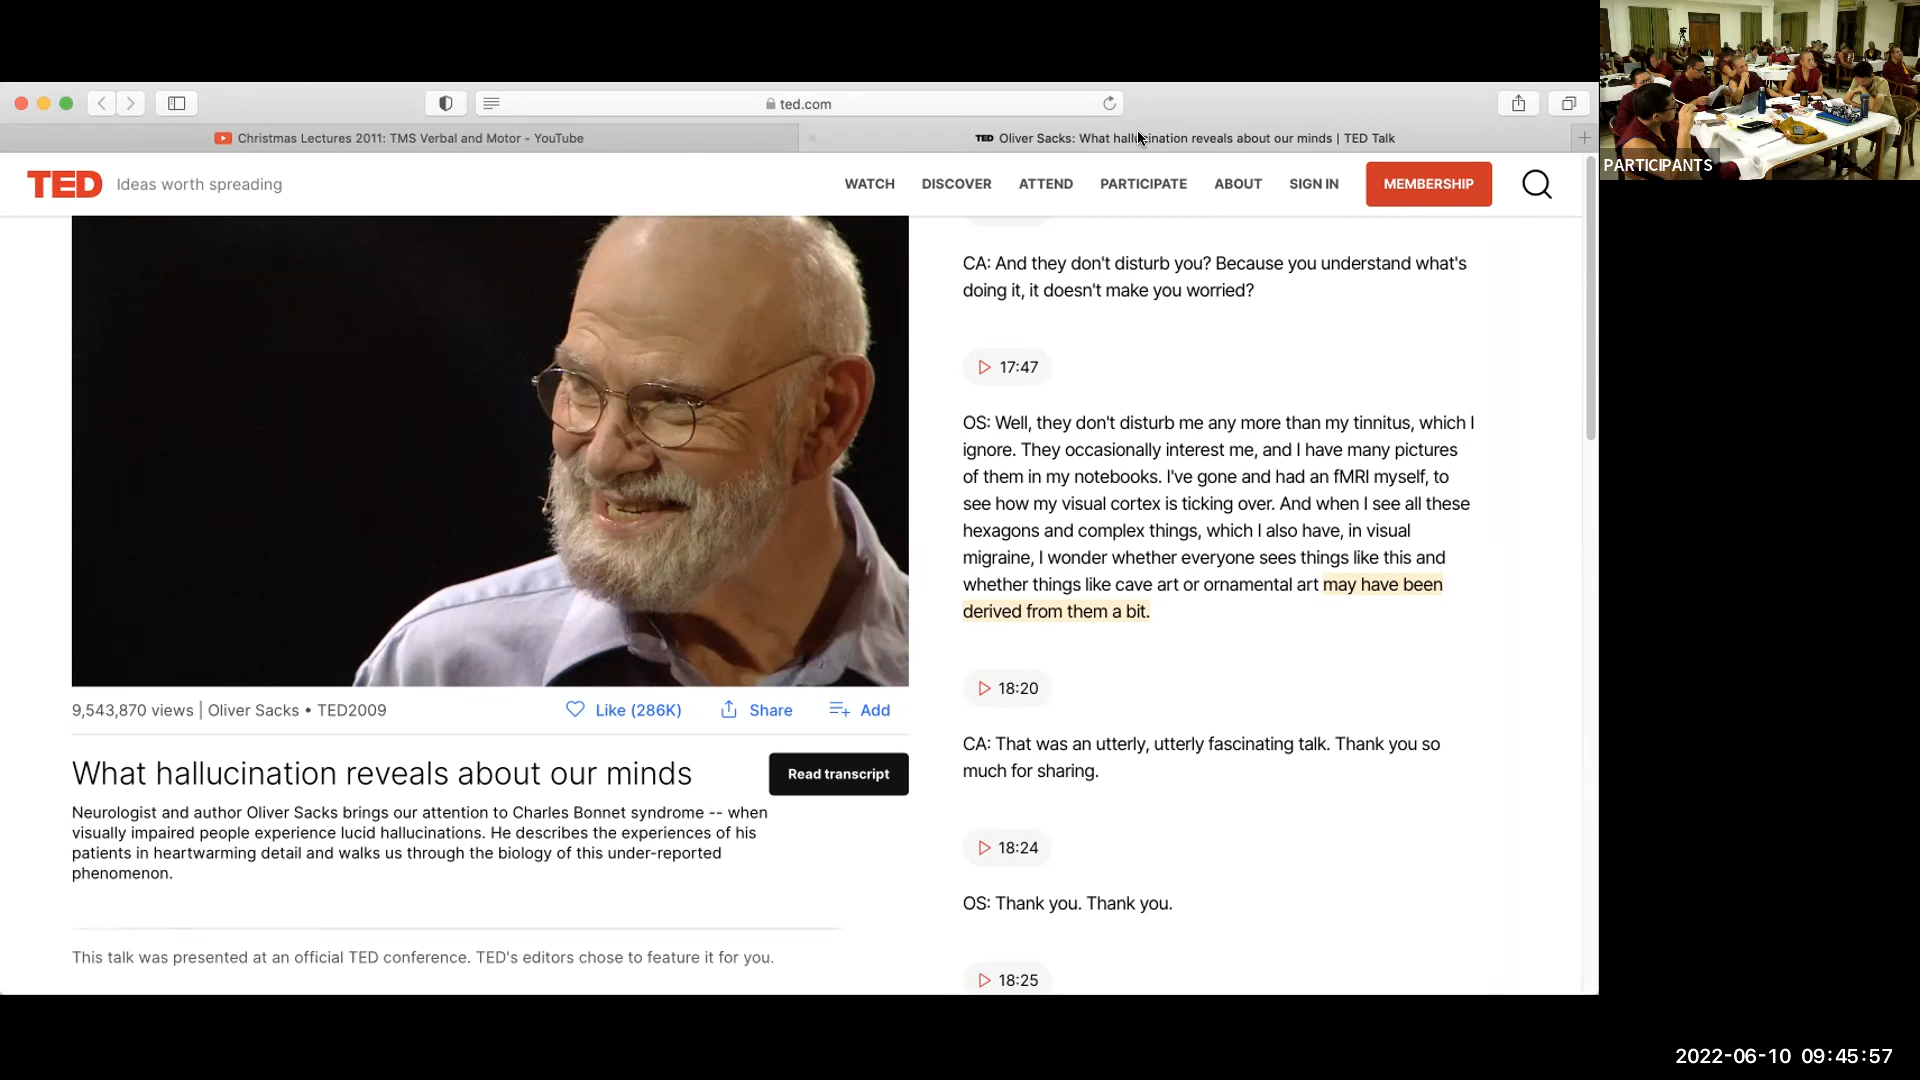 ted.com
Christmas Lectures 2011: TMS Verbal and Motor - YouTube
TED Oliver Sacks: What hallucination reveals about our minds | TED Talk
PARTICIPANTS
TED Ideas worth spreading
WATCH DISCOVER ATTEND PARTICIPATE ABOUT SIGN IN MEMBERSHIP
9,543,870 views | Oliver Sacks • TED2009
Like (286K) Share Add
What hallucination reveals about our minds
Read transcript
Neurologist and author Oliver Sacks brings our attention to Charles Bonnet syndrome -- when
visually impaired people experience lucid hallucinations. He describes the experiences of his
patients in heartwarming detail and walks us through the biology of this under-reported
phenomenon.
This talk was presented at an official TED conference. TED's editors chose to feature it for you.
CA: And they don't disturb you? Because you understand what's
doing it, it doesn't make you worried?
17:47
OS: Well, they don't disturb me any more than my tinnitus, which I
ignore. They occasionally interest me, and I have many pictures
of them in my notebooks. I've gone and had an fMRI myself, to
see how my visual cortex is ticking over. And when I see all these
hexagons and complex things, which I also have, in visual
migraine, I wonder whether everyone sees things like this and
whether things like cave art or ornamental art may have been
derived from them a bit.
18:20
CA: That was an utterly, utterly fascinating talk. Thank you so
much for sharing.
18:24
OS: Thank you. Thank you.
18:25
2022-06-10 09:45:57